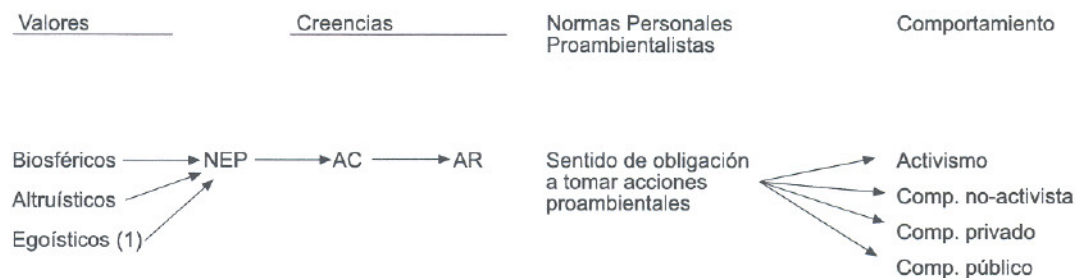 Valores
Creencias
Normas Personales
Proambientalistas
Comportamiento
Biosféricos
NEP
AC
AR
Altruísticos
Egoísticos (1)
Sentido de obligación
a tomar acciones
proambientales
Activismo
Comp. no-activista
Comp. privado
Comp. público